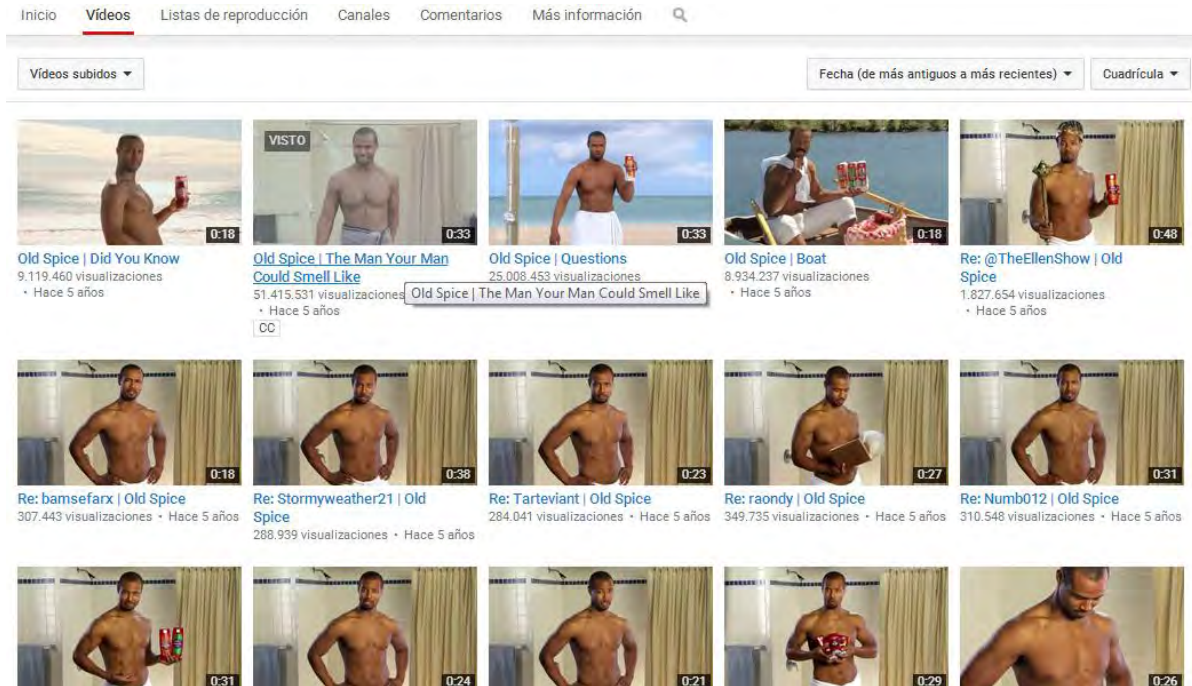 Inicio Vídeos Listas de reproducción Canales Comentarios Más información
Vídeos subidos Fecha (de más antiguos a más recientes) Cuadrícula
VISTO
0:18 0:33 0:33 0:18 0:48
Old Spice | Did You Know
9.119.460 visualizaciones
• Hace 5 años
Old Spice | The Man Your Man
Could Smell Like
51.415.531 visualizaciones
• Hace 5 años
CC
Old Spice | The Man Your Man Could Smell Like
Old Spice | Questions
25.008.453 visualizaciones
Old Spice | Boat
8.934.237 visualizaciones
• Hace 5 años
Re: @TheEllenShow | Old
Spice
1.827.654 visualizaciones
• Hace 5 años
0:18 0:38 0:23 0:27 0:31
Re: bamsefarx | Old Spice
307.443 visualizaciones • Hace 5 años
Re: Stormyweather21 | Old
Spice
288.939 visualizaciones • Hace 5 años
Re: Tarteviant | Old Spice
284.041 visualizaciones • Hace 5 años
Re: raondy | Old Spice
349.735 visualizaciones • Hace 5 años
Re: Numb012 | Old Spice
310.548 visualizaciones • Hace 5 años
0:31 0:24 0:21 0:29 0:26